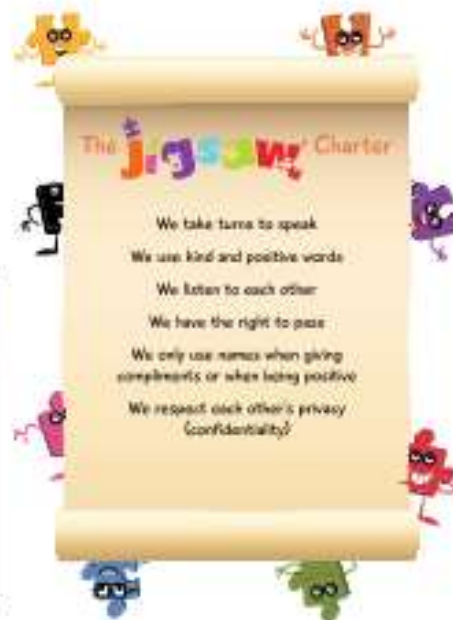 The jigsaw Charter
We take turns to speak
We use kind and positive words
We listen to each other
We have the right to pass
We only use names when giving
compliments or when being positive
We respect each other's privacy
(confidentiality)